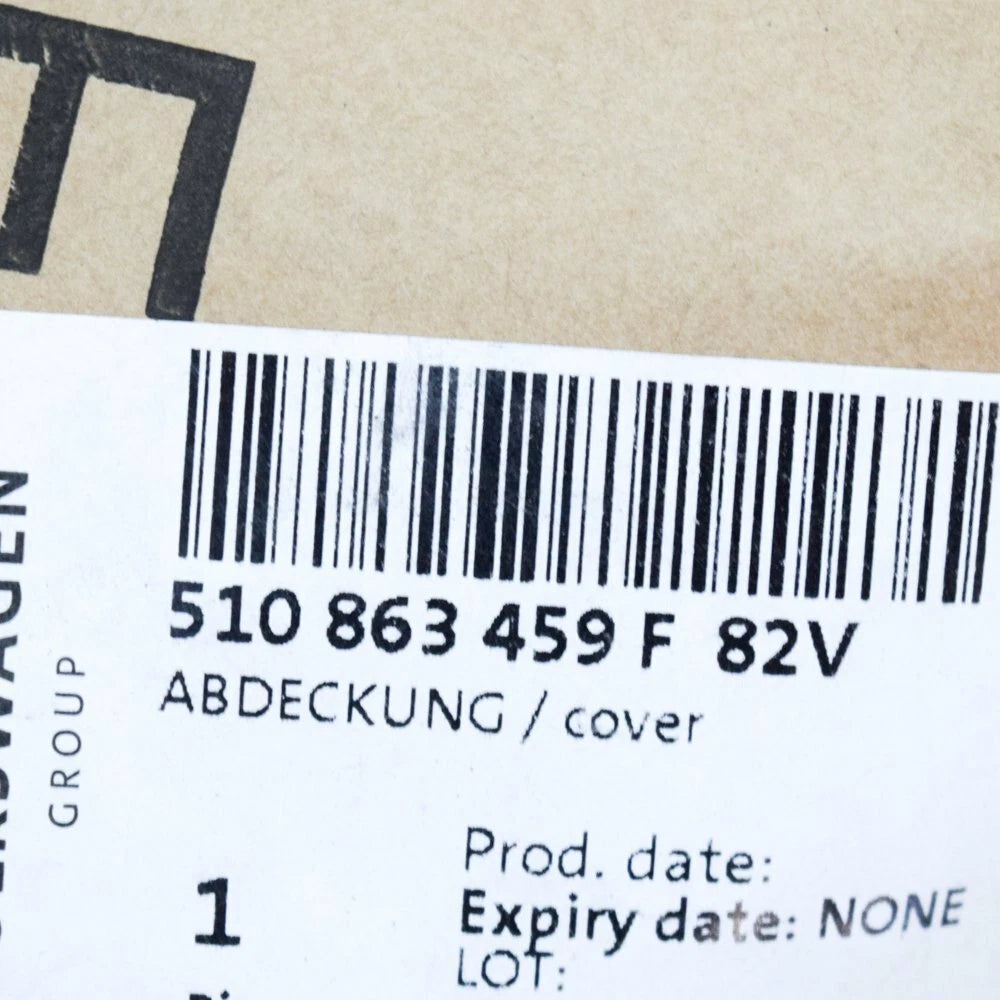 510 863 459 F 82V
ABDECKUNG / cover
GROUP
1
Prod. date:
Expiry date: NONE
LOT: